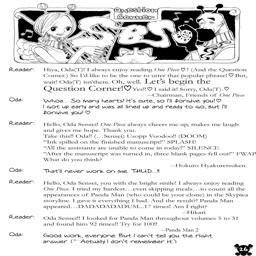 Question Corner
Reader: Hiya, Oda(T)! I always enjoy reading One Piece♡! (And the Question
Corner) So I'd like to be the one to utter that popular phrase!♡ But,
wait! Oda(T) isn't there. Oh, well. Let's begin the
Question Corner!♡ Yes!♡ I said it! Sorry, Oda(T).♡
—Chairman, Friends of One Piece
Oda: Whoa... So many hearts! It's cute, so I'll forgive you!♡
I got up early and was all lined up and ready to go, but I'll
forgive you!♡
Reader: Hello, Oda Sensei! One Piece always cheers me up, makes me laugh
and gives me hope. Thank you.
Take this!! Oda!! (...Sensei) Coopy Voodoo!! (DOOM)
"Ink spilled on the finished manuscript!" SPLASH!!
"All the assistants are unable to come in today!" SILENCE!
"After the manuscript was turned in, three blank pages fell out!" FWAP
What do you think?
—Hokuto Hyakuretsuken
Oda: That'll never work on me. THUD...!!
Reader: Hello, Oda Sensei, you with the bright smile! I always enjoy reading
One Piece. I tried my hardest... even skipping meals...to count all the
appearances of Panda Man (who could be your clone) in the Skypiea
storyline. I gave it everything I had. And the result? Panda Man
appeared...DADADADADUM...17 times! Am I right?
—Hikari
Reader: Oda Sensei! I looked for Panda Man throughout volumes 5 to 31
and found him 92 times!! Try for 100!!
—Panda Man 2
Oda: Good work, everyone. But I can't tell you the right
answer. (← Actually I don't remember it.)
26